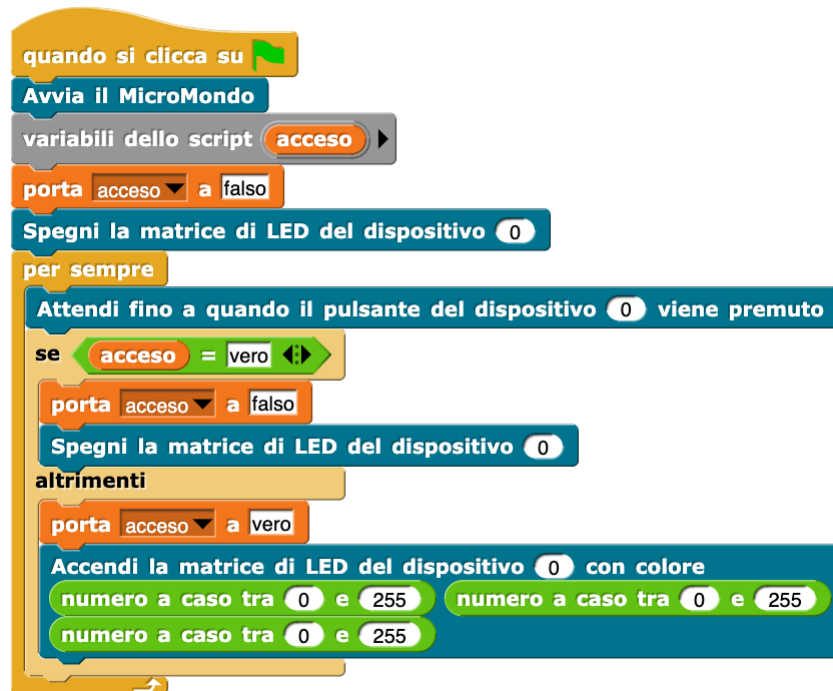 quando si clicca su
Avvia il MicroMondo
variabili dello script acceso
porta acceso a falso
Spegni la matrice di LED del dispositivo 0
per sempre
Attendi fino a quando il pulsante del dispositivo 0 viene premuto
se acceso = vero
porta acceso a falso
Spegni la matrice di LED del dispositivo 0
altrimenti
porta acceso a vero
Accendi la matrice di LED del dispositivo 0 con colore
numero a caso tra 0 e 255 numero a caso tra 0 e 255
numero a caso tra 0 e 255